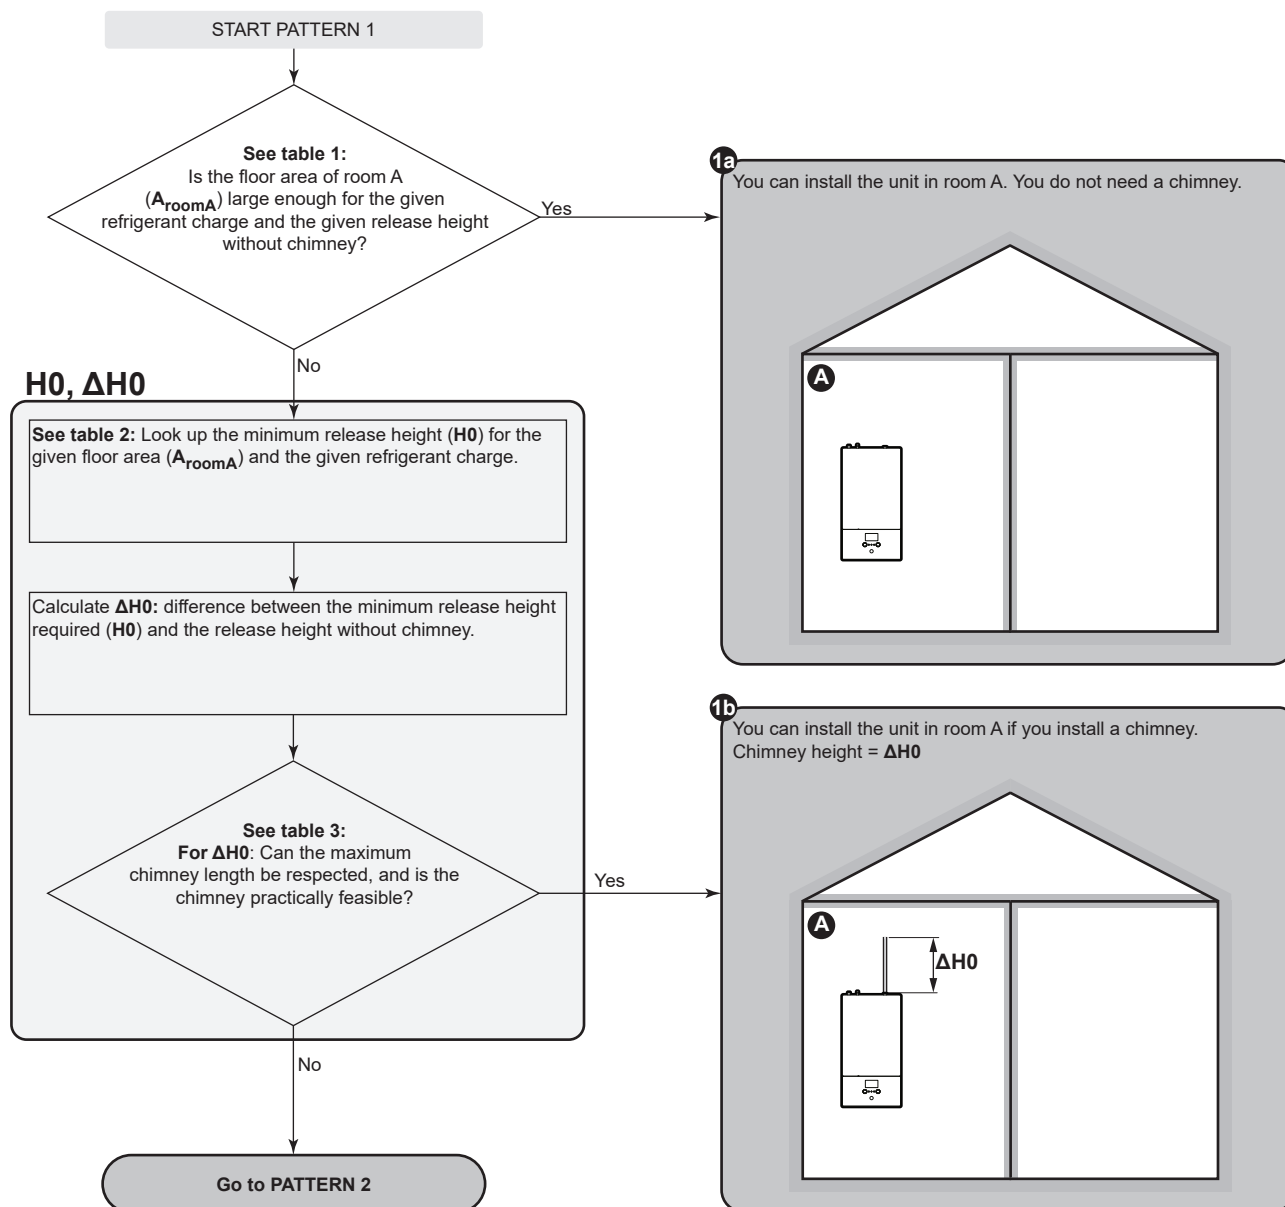 START PATTERN 1
See table 1:
Is the floor area of room A
(AroomA) large enough for the given
refrigerant charge and the given release height
without chimney?
Yes
1a
You can install the unit in room A. You do not need a chimney.
A
No
H0, ΔH0
See table 2: Look up the minimum release height (H0) for the
given floor area (AroomA) and the given refrigerant charge.
Calculate ΔH0: difference between the minimum release height
required (H0) and the release height without chimney.
See table 3:
For ΔH0: Can the maximum
chimney length be respected, and is the
chimney practically feasible?
Yes
1b
You can install the unit in room A if you install a chimney.
Chimney height = ΔH0
A
ΔH0
No
Go to PATTERN 2